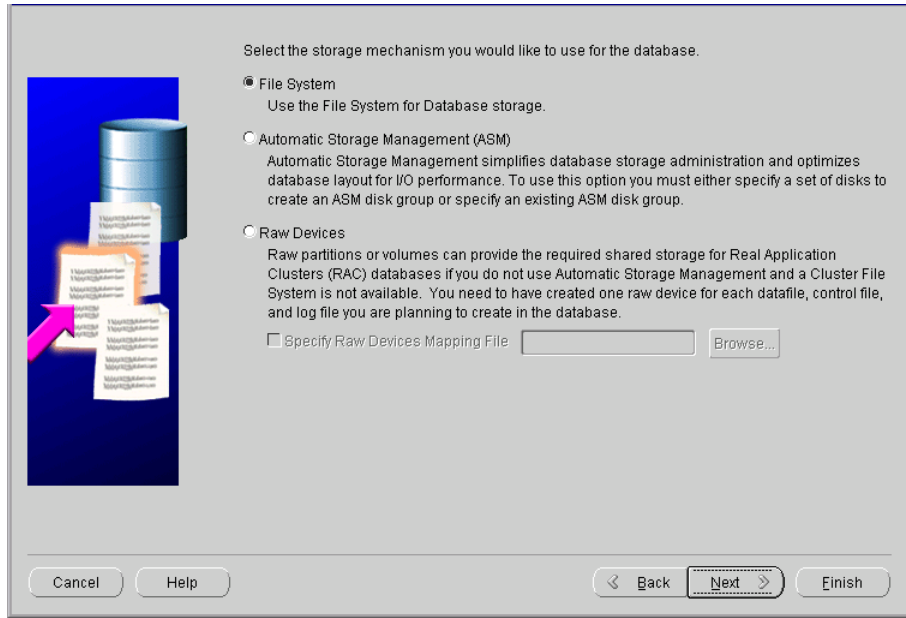 Select the storage mechanism you would like to use for the database.
File System
Use the File System for Database storage.
Automatic Storage Management (ASM)
Automatic Storage Management simplifies database storage administration and optimizes
database layout for I/O performance. To use this option you must either specify a set of disks to
create an ASM disk group or specify an existing ASM disk group.
Raw Devices
Raw partitions or volumes can provide the required shared storage for Real Application
Clusters (RAC) databases if you do not use Automatic Storage Management and a Cluster File
System is not available. You need to have created one raw device for each datafile, control file,
and log file you are planning to create in the database.
Specify Raw Devices Mapping File Browse...
Cancel Help Back Next Finish